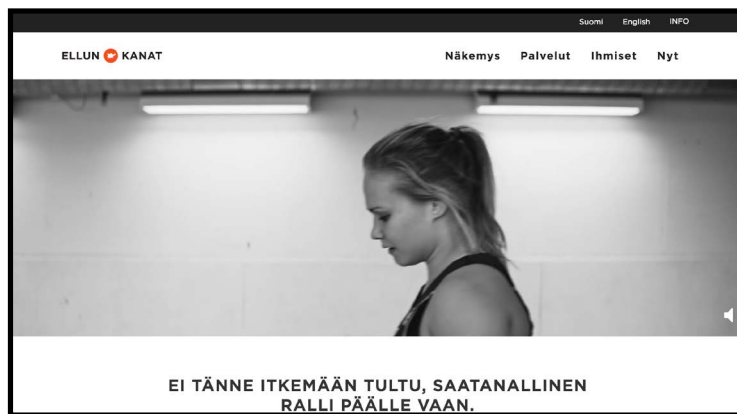 Suomi English INFO
ELLUN KANAT
Näkemys Palvelut Ihmiset Nyt
EI TÄNNE ITKEMÄÄN TULTU, SAATANALLINEN
RALLI PÄÄLLE VAAN.